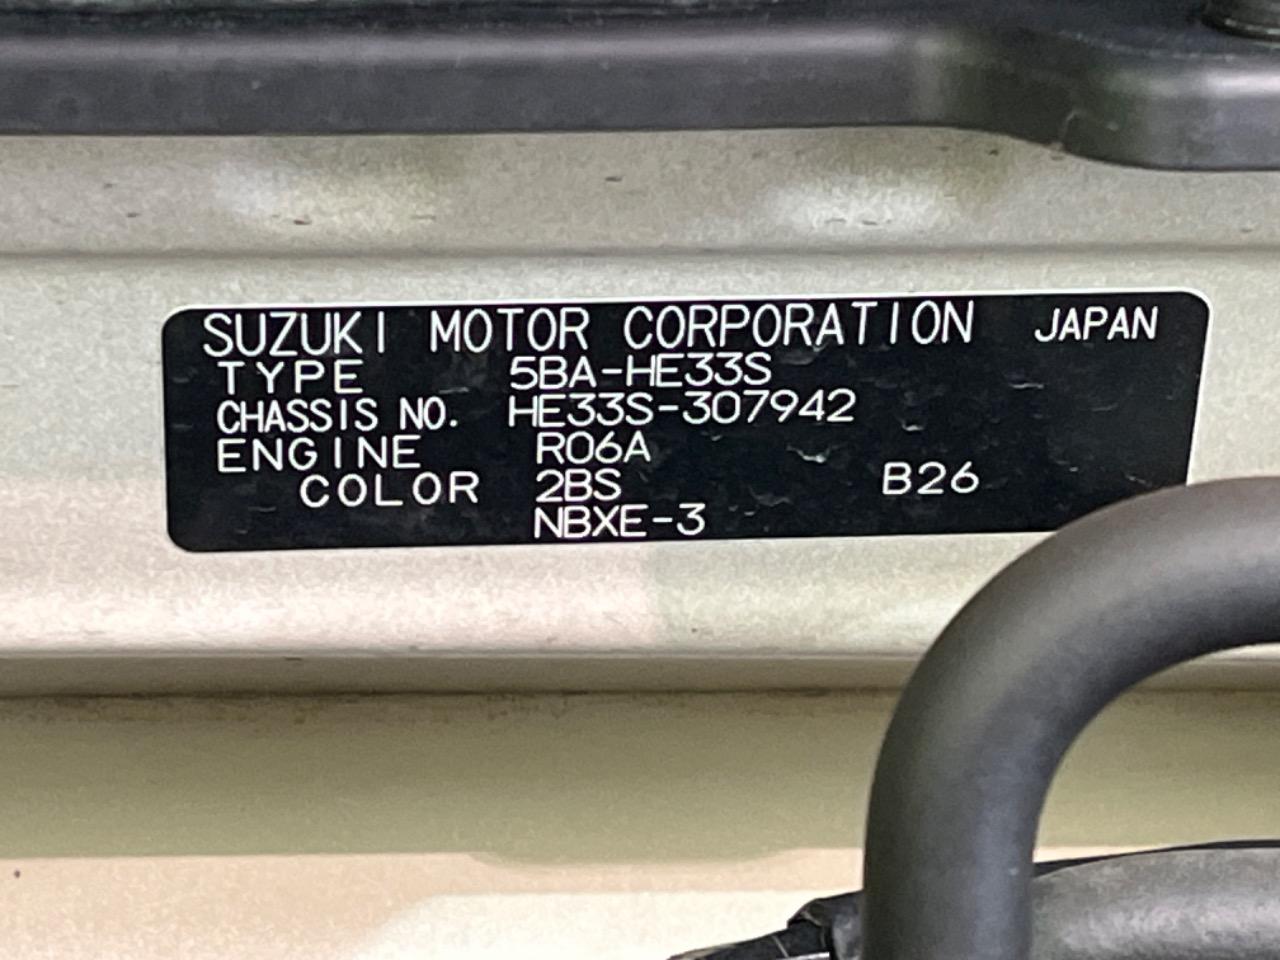 SUZUKI MOTOR CORPORATION JAPAN
TYPE 5BA-HE33S
CHASSIS NO. HE33S-307942
ENGINE R06A
COLOR 2BS B26
NBXE-3